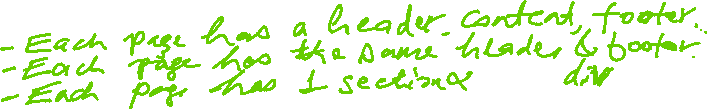 - Each page has a header, content, footer..
- Each page has the same header & footer.
- Each page has 1 section div